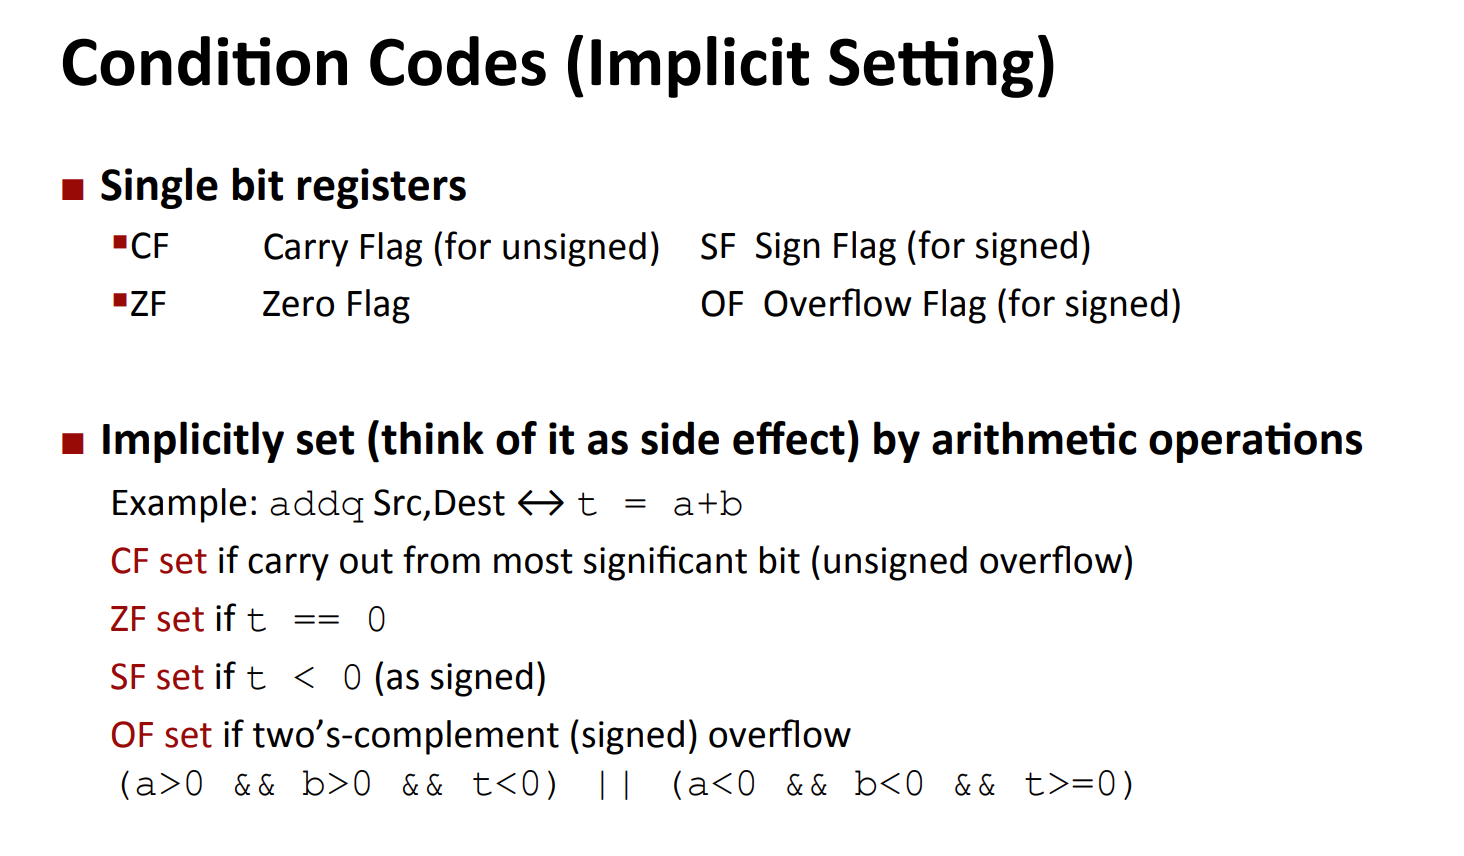 Condition Codes (Implicit Setting)
■ Single bit registers
▪CF Carry Flag (for unsigned) SF Sign Flag (for signed)
▪ZF Zero Flag OF Overflow Flag (for signed)
■ Implicitly set (think of it as side effect) by arithmetic operations
Example: addq Src,Dest ↔ t = a+b
CF set if carry out from most significant bit (unsigned overflow)
ZF set if t == 0
SF set if t < 0 (as signed)
OF set if two’s-complement (signed) overflow
(a>0 && b>0 && t<0) || (a<0 && b<0 && t>=0)